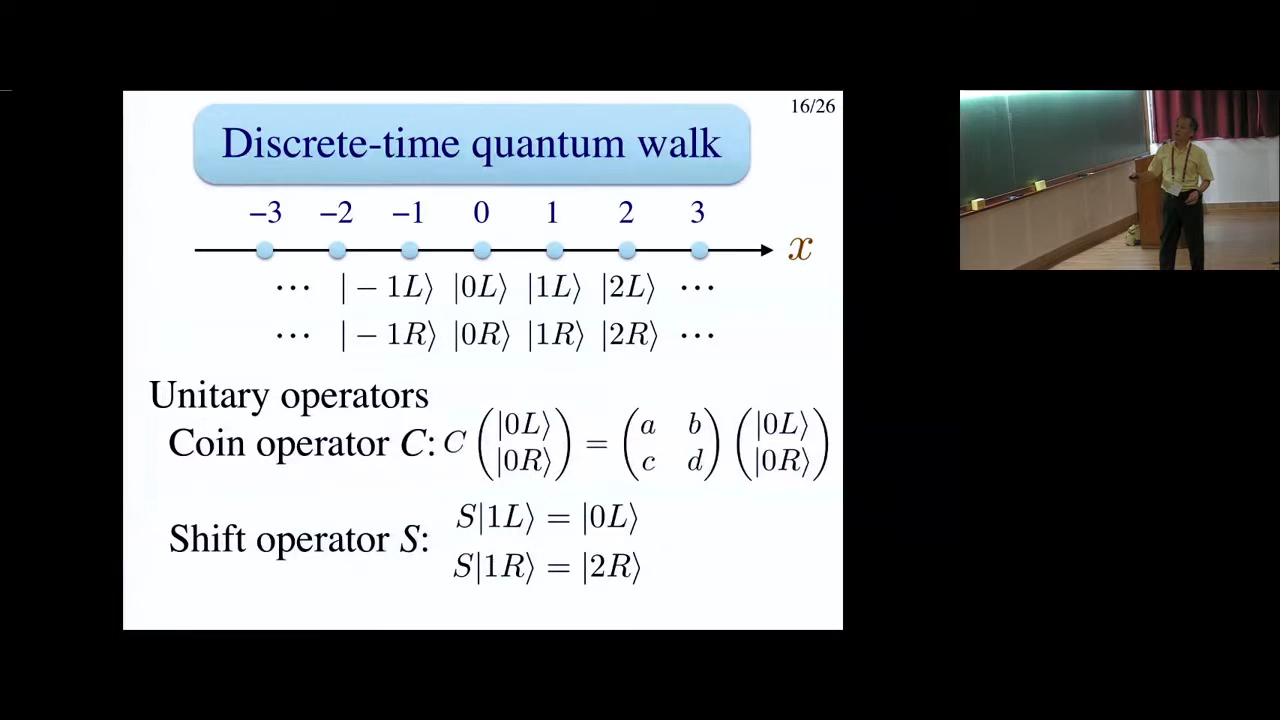 16/26
Discrete-time quantum walk
−3 −2 −1 0 1 2 3
x
⋯ |−1L⟩ |0L⟩ |1L⟩ |2L⟩ ⋯
⋯ |−1R⟩ |0R⟩ |1R⟩ |2R⟩ ⋯
Unitary operators
Coin operator C: C (|0L⟩ |0R⟩) = (a b c d) (|0L⟩ |0R⟩)
Shift operator S:
S|1L⟩ = |0L⟩
S|1R⟩ = |2R⟩